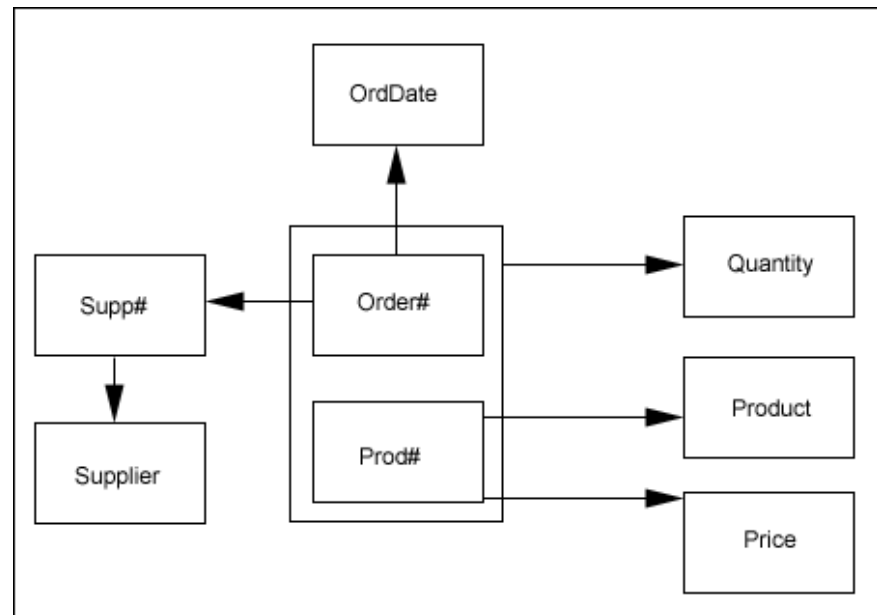 OrdDate
Quantity
Supp#
Order#
Product
Prod#
Supplier
Price